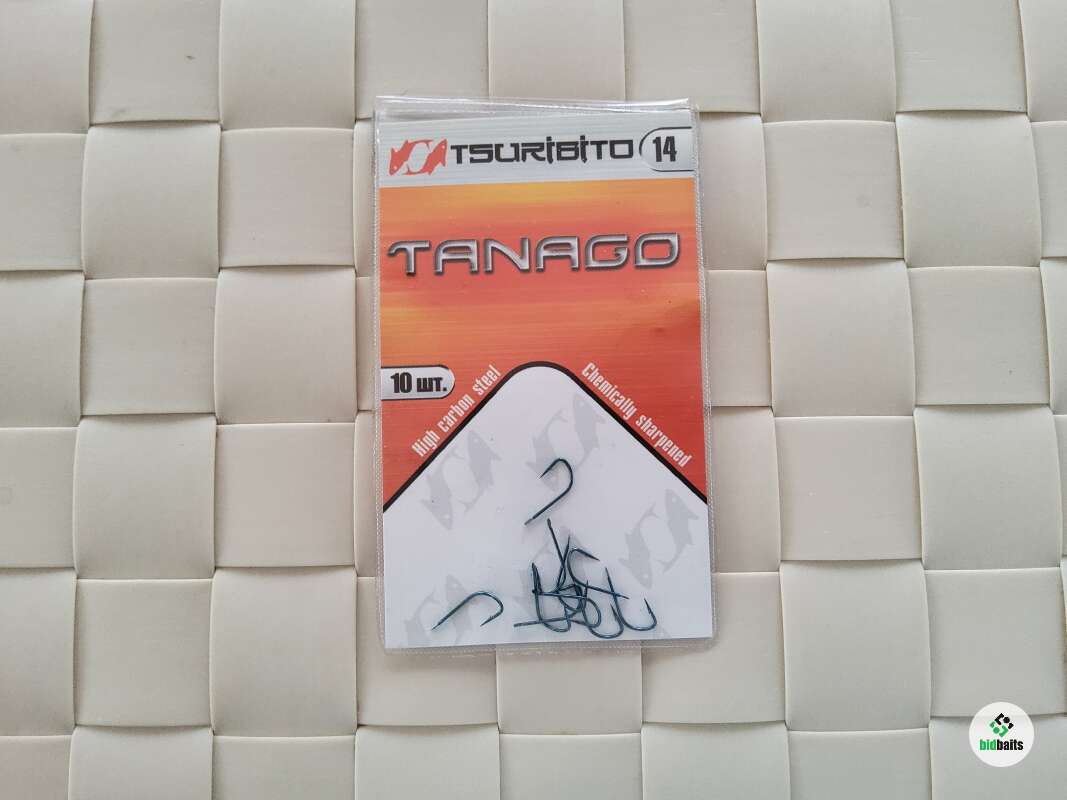 TSURIBITO 14
TANAGO
10 шт.
High carbon steel
Chemically sharpened
bidbaits